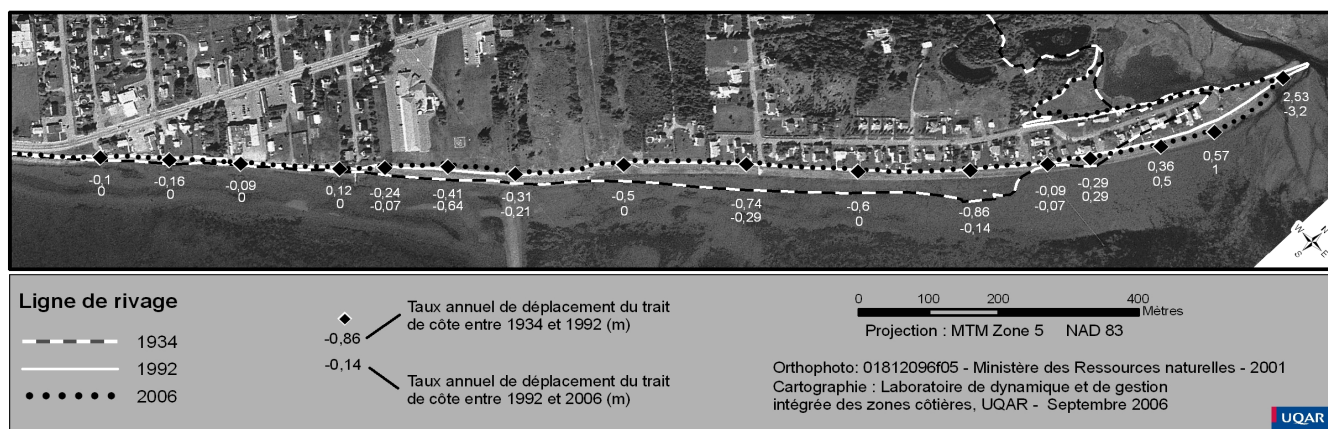 -0,1
0
-0,16
0
-0,09
0
0,12
0
-0,24
-0,07
-0,41
-0,64
-0,31
-0,21
-0,5
0
-0,74
-0,29
-0,6
0
-0,86
-0,14
-0,09
-0,07
-0,29
0,29
0,36
0,5
0,57
1
2,53
-3,2
N
W
S
E
Ligne de rivage
1934
1992
2006
-0,86
-0,14
Taux annuel de déplacement du trait
de côte entre 1934 et 1992 (m)
Taux annuel de déplacement du trait
de côte entre 1992 et 2006 (m)
0 100 200 400
Mètres
Projection : MTM Zone 5 NAD 83
Orthophoto: 01812096f05 - Ministère des Ressources naturelles - 2001
Cartographie : Laboratoire de dynamique et de gestion
intégrée des zones côtières, UQAR - Septembre 2006
UQAR